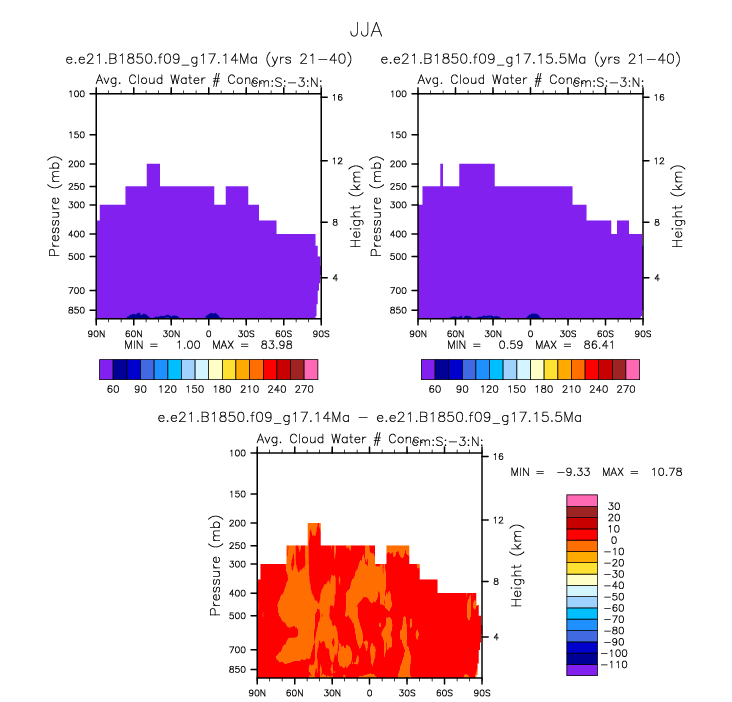 JJA
e.e21.B1850.f09_g17.14Ma (yrs 21-40)
e.e21.B1850.f09_g17.15.5Ma (yrs 21-40)
Avg. Cloud Water # Conc.
cm:S:-3:N:
Avg. Cloud Water # Conc.
cm:S:-3:N:
100
150
200
250
300
400
500
700
850
Pressure (mb)
16
12
8
4
Height (km)
90N 60N 30N 0 30S 60S 90S
MIN = 1.00 MAX = 83.98
60 90 120 150 180 210 240 270
100
150
200
250
300
400
500
700
850
Pressure (mb)
16
12
8
4
Height (km)
90N 60N 30N 0 30S 60S 90S
MIN = 0.59 MAX = 86.41
60 90 120 150 180 210 240 270
e.e21.B1850.f09_g17.14Ma - e.e21.B1850.f09_g17.15.5Ma
Avg. Cloud Water # Conc.
cm:S:-3:N:
100
150
200
250
300
400
500
700
850
Pressure (mb)
16
12
8
4
Height (km)
90N 60N 30N 0 30S 60S 90S
MIN = -9.33 MAX = 10.78
30
20
10
0
-10
-20
-30
-40
-50
-60
-70
-80
-90
-100
-110